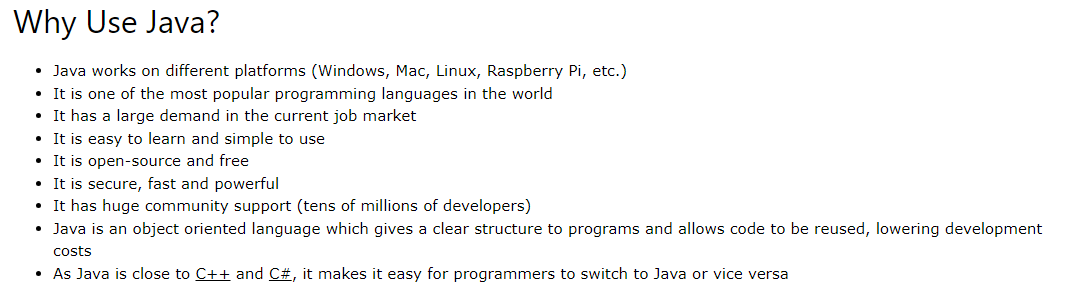 Why Use Java?
• Java works on different platforms (Windows, Mac, Linux, Raspberry Pi, etc.)
• It is one of the most popular programming languages in the world
• It has a large demand in the current job market
• It is easy to learn and simple to use
• It is open-source and free
• It is secure, fast and powerful
• It has huge community support (tens of millions of developers)
• Java is an object oriented language which gives a clear structure to programs and allows code to be reused, lowering development
costs
• As Java is close to C++ and C#, it makes it easy for programmers to switch to Java or vice versa